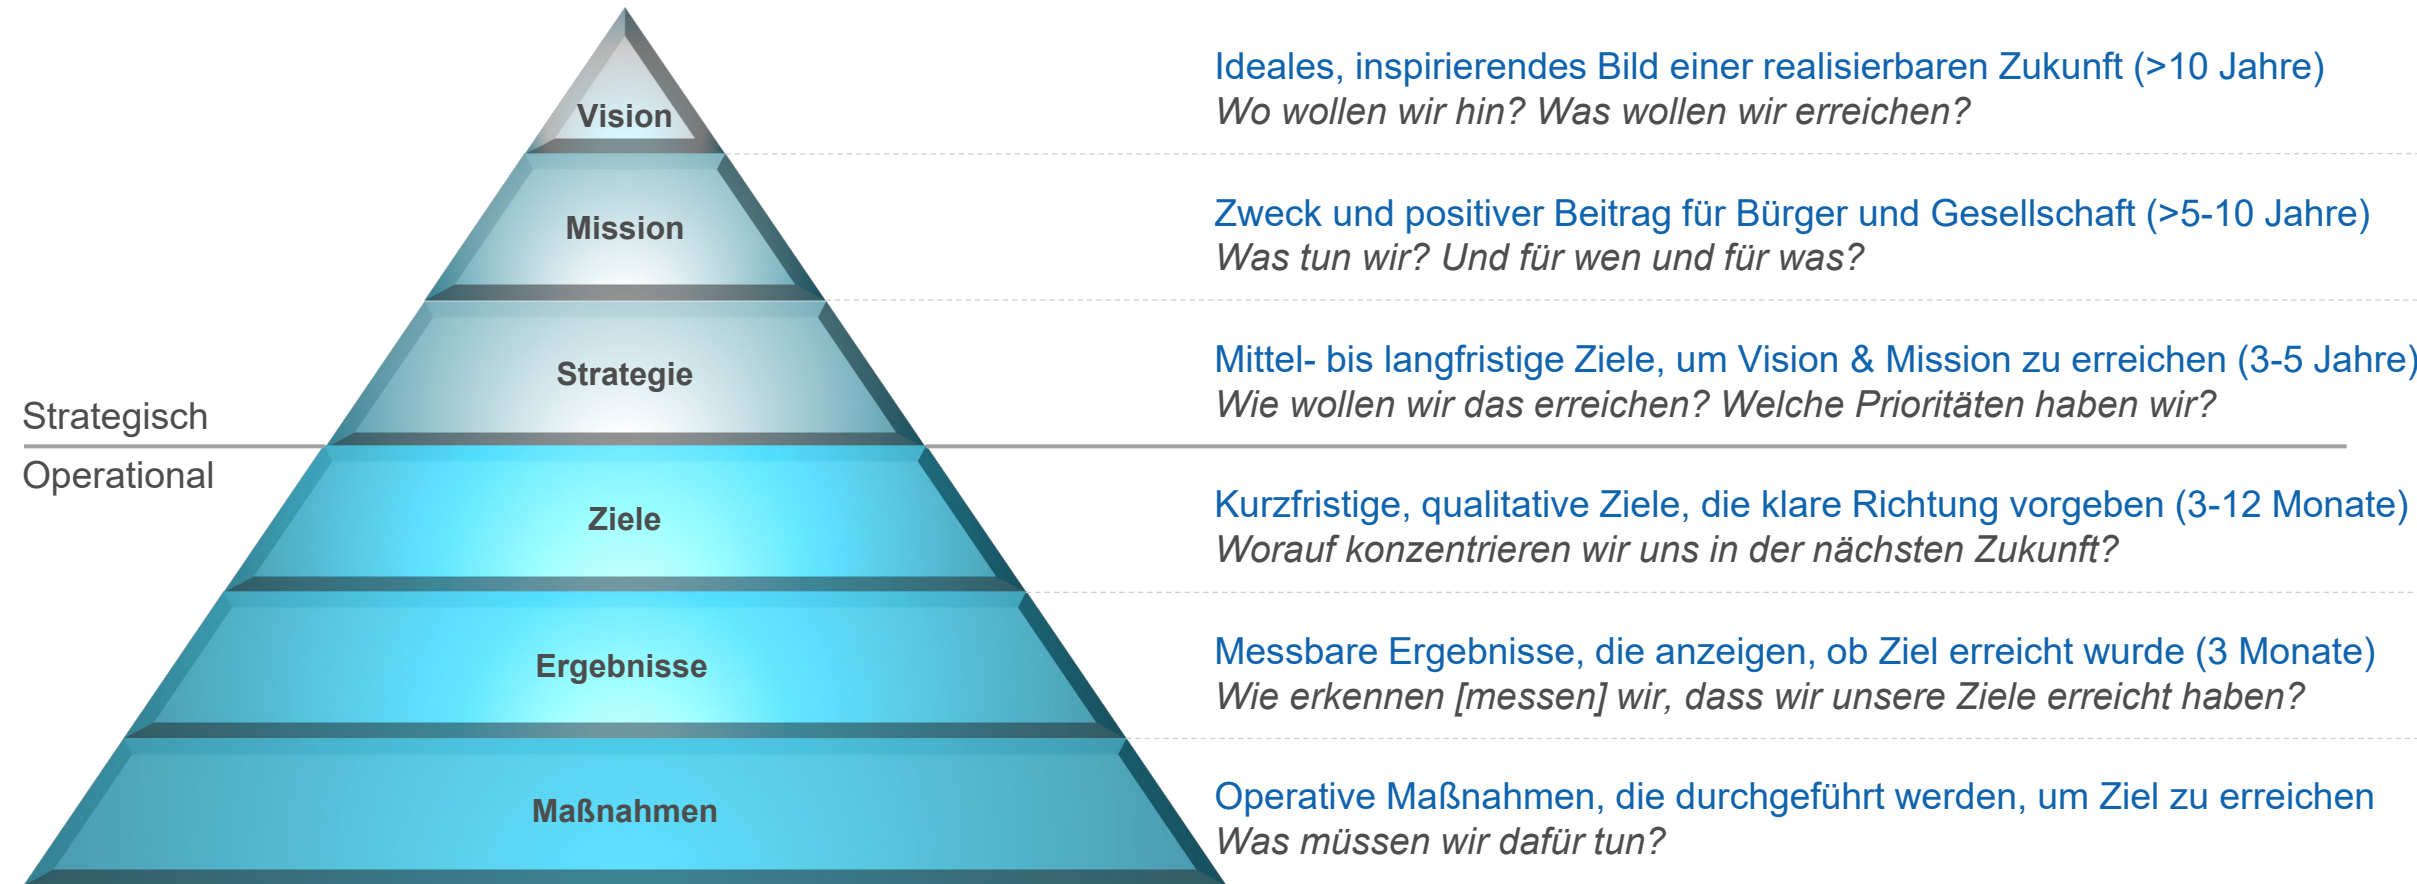 Vision
Ideales, inspirierendes Bild einer realisierbaren Zukunft (>10 Jahre)
Wo wollen wir hin? Was wollen wir erreichen?
Mission
Zweck und positiver Beitrag für Bürger und Gesellschaft (>5-10 Jahre)
Was tun wir? Und für wen und für was?
Strategie
Mittel- bis langfristige Ziele, um Vision & Mission zu erreichen (3-5 Jahre)
Wie wollen wir das erreichen? Welche Prioritäten haben wir?
Strategisch
Operational
Ziele
Kurzfristige, qualitative Ziele, die klare Richtung vorgeben (3-12 Monate)
Worauf konzentrieren wir uns in der nächsten Zukunft?
Ergebnisse
Messbare Ergebnisse, die anzeigen, ob Ziel erreicht wurde (3 Monate)
Wie erkennen [messen] wir, dass wir unsere Ziele erreicht haben?
Maßnahmen
Operative Maßnahmen, die durchgeführt werden, um Ziel zu erreichen
Was müssen wir dafür tun?